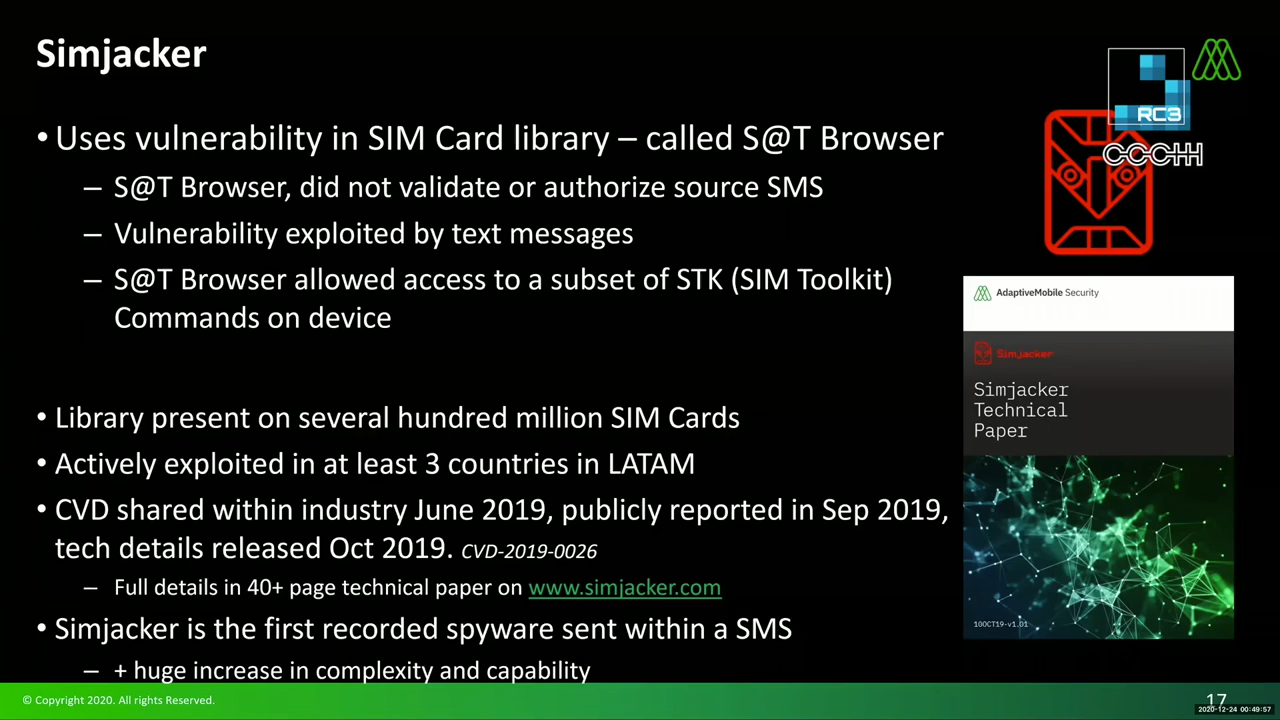 Simjacker
• Uses vulnerability in SIM Card library – called S@T Browser
– S@T Browser, did not validate or authorize source SMS
– Vulnerability exploited by text messages
– S@T Browser allowed access to a subset of STK (SIM Toolkit)
Commands on device
• Library present on several hundred million SIM Cards
• Actively exploited in at least 3 countries in LATAM
• CVD shared within industry June 2019, publicly reported in Sep 2019,
tech details released Oct 2019. CVD-2019-0026
– Full details in 40+ page technical paper on www.simjacker.com
• Simjacker is the first recorded spyware sent within a SMS
– + huge increase in complexity and capability
RC3
CCCHH
AdaptiveMobile Security
Simjacker
Simjacker
Technical
Paper
10OCT19-v1.01
© Copyright 2020. All rights Reserved.
17
2020-12-24 00:49:57